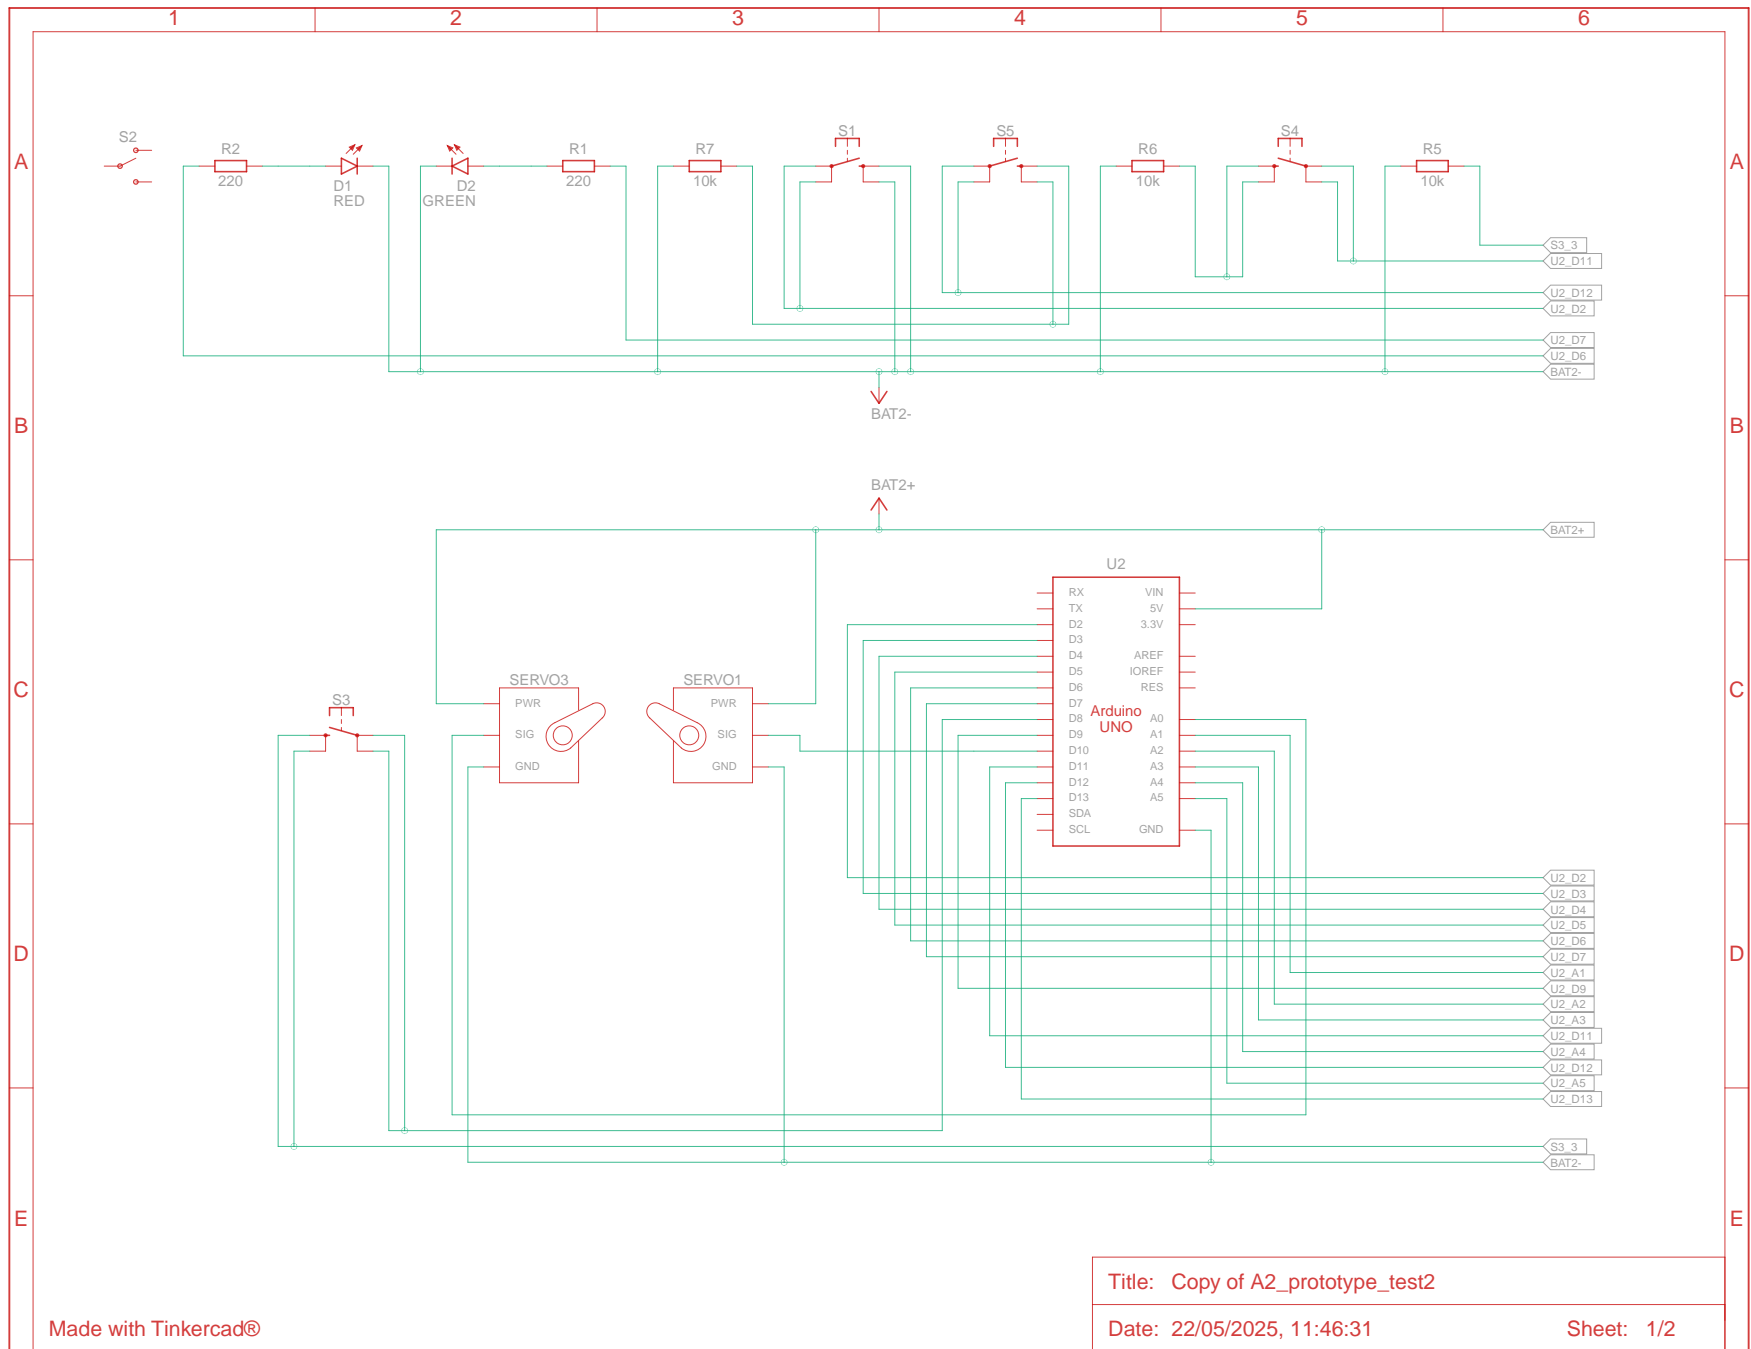 1 2 3 4 5 6
A A
S2
R2
220
D1
RED
D2
GREEN
R1
220
R7
10k
S1
S5
R6
10k
S4
R5
10k
S3_3
U2_D11
U2_D12
U2_D2
U2_D7
U2_D6
BAT2-
BAT2-
B B
BAT2+
BAT2+
C C
S3
SERVO3
PWR
SIG
GND
SERVO1
PWR
SIG
GND
U2
Arduino
UNO
RX
TX
D2
D3
D4
D5
D6
D7
D8
D9
D10
D11
D12
D13
SDA
SCL
VIN
5V
3.3V
AREF
IOREF
RES
A0
A1
A2
A3
A4
A5
GND
D D
U2_D2
U2_D3
U2_D4
U2_D5
U2_D6
U2_D7
U2_A1
U2_D9
U2_A2
U2_A3
U2_D11
U2_A4
U2_D12
U2_A5
U2_D13
S3_3
BAT2-
E E
Title: Copy of A2_prototype_test2
Made with Tinkercad®
Date: 22/05/2025, 11:46:31 Sheet: 1/2